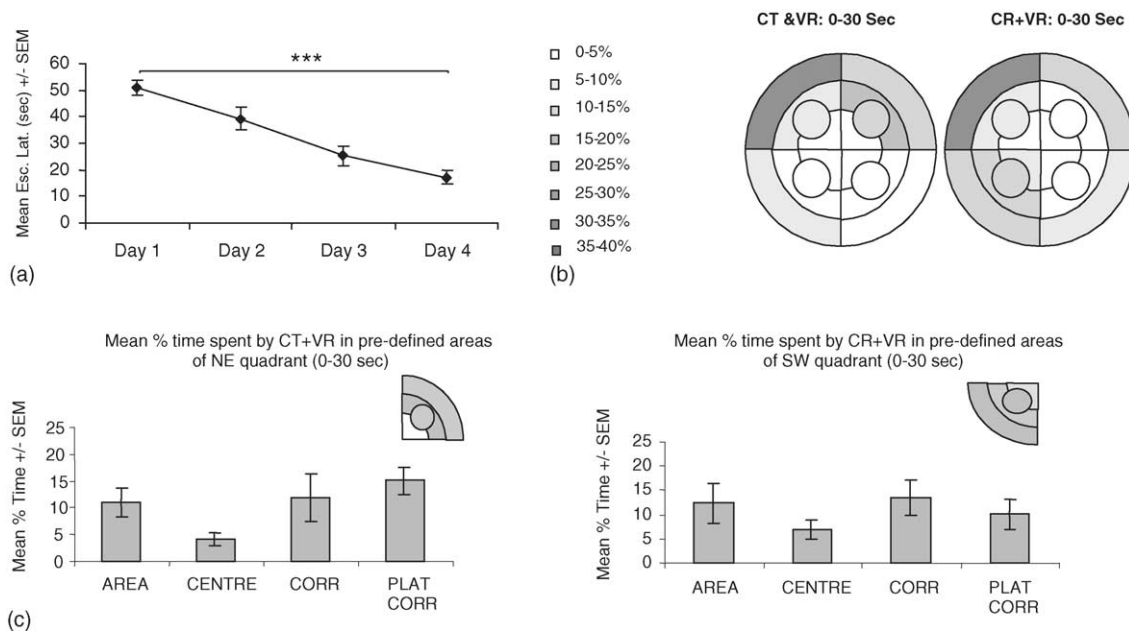 Mean Esc. Lat. (sec) +/- SEM
60
50
40
30
20
10
0
***
Day 1
Day 2
Day 3
Day 4
(a)
0-5%
5-10%
10-15%
15-20%
20-25%
25-30%
30-35%
35-40%
(b)
CT &VR: 0-30 Sec
CR+VR: 0-30 Sec
Mean % time spent by CT+VR in pre-defined areas
of NE quadrant (0-30 sec)
Mean % Time +/- SEM
25
20
15
10
5
0
AREA
CENTRE
CORR
PLAT
CORR
Mean % time spent by CR+VR in pre-defined areas
of SW quadrant (0-30 sec)
Mean % Time +/- SEM
25
20
15
10
5
0
AREA
CENTRE
CORR
PLAT
CORR
(c)